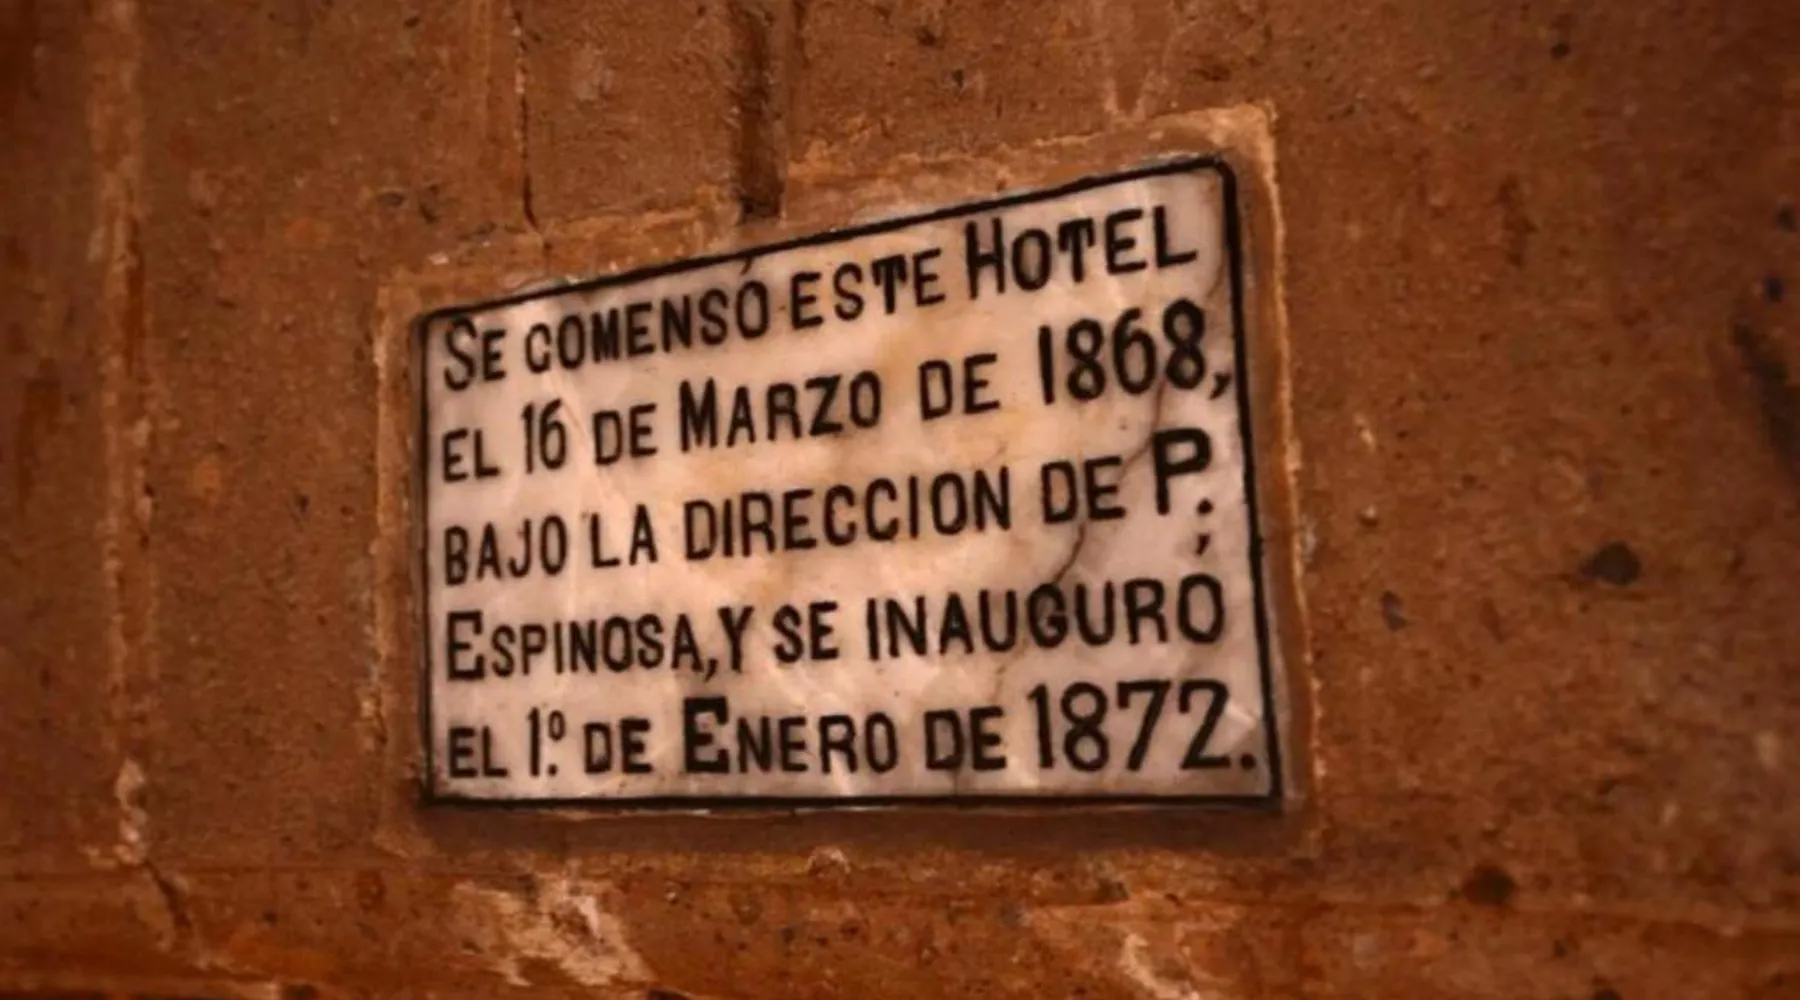 SE COMENSÓ ESTE HOTEL
EL 16 DE MARZO DE 1868,
BAJO LA DIRECCION DE P.
ESPINOSA, Y SE INAUGURÓ
EL 1º. DE ENERO DE 1872.